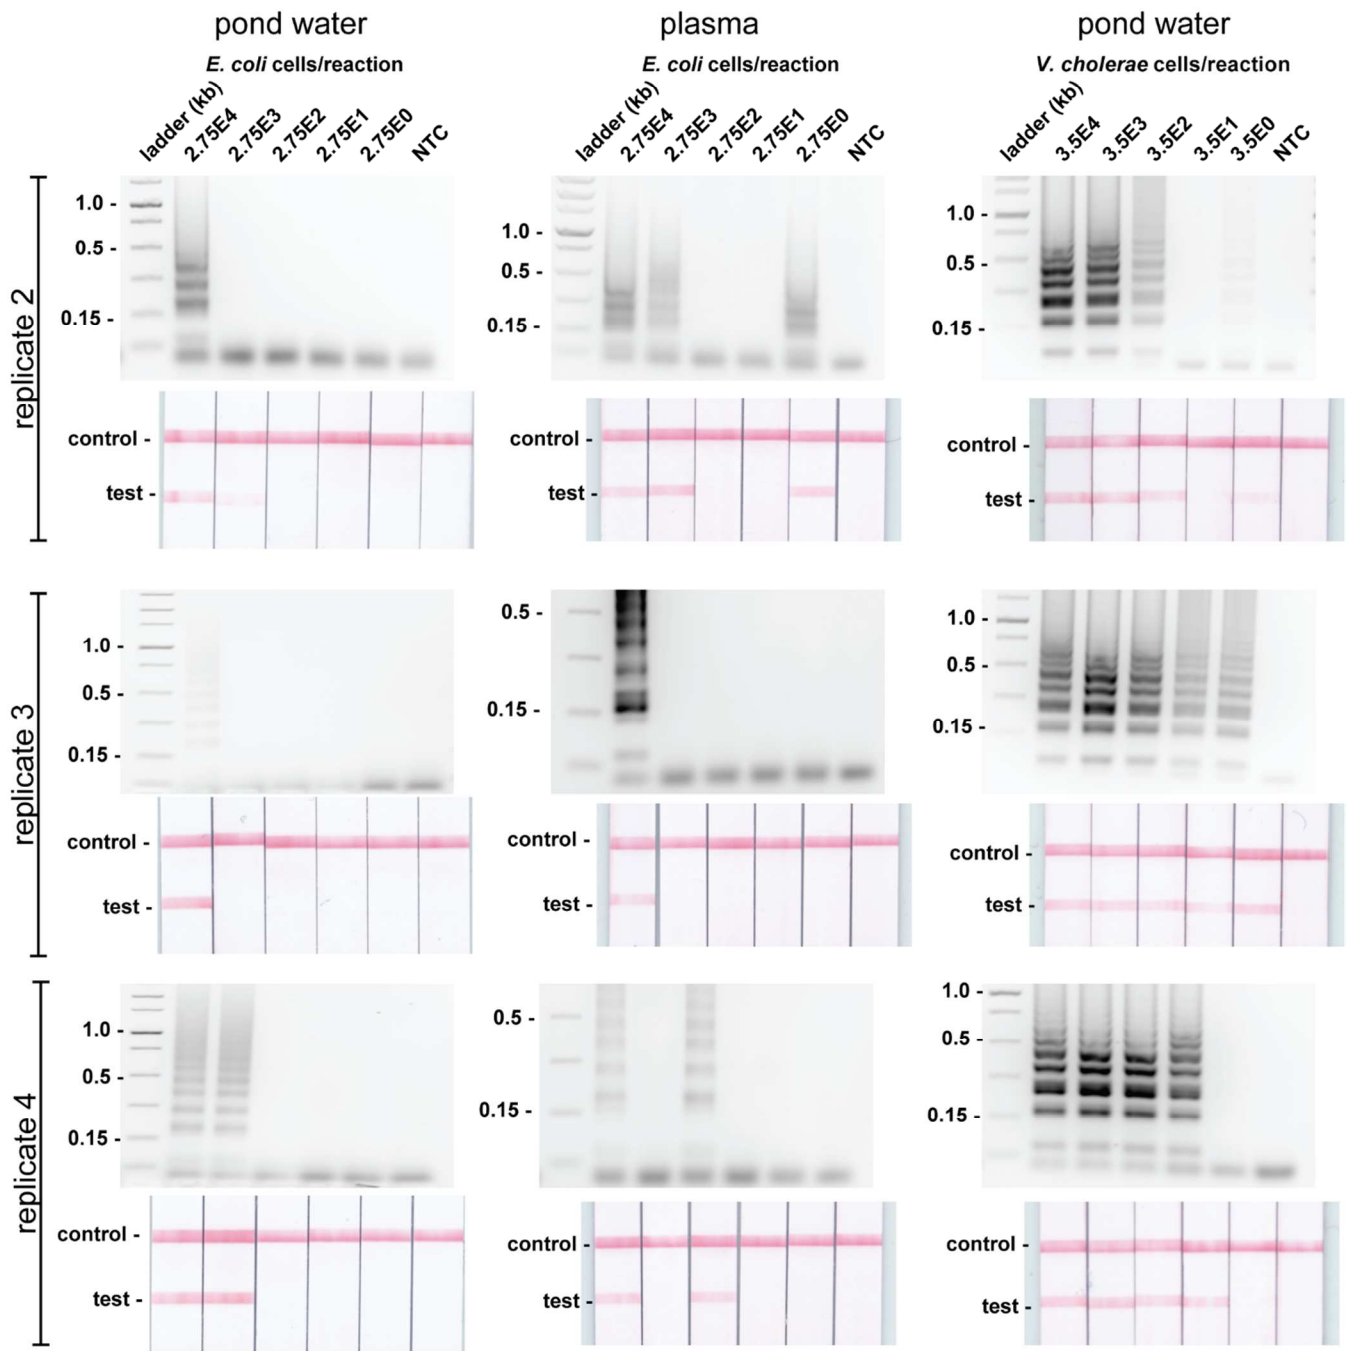 pond water
plasma
pond water
E. coli cells/reaction
E. coli cells/reaction
V. cholerae cells/reaction
ladder (kb)
2.75E4
2.75E3
2.75E2
2.75E1
2.75E0
NTC
ladder (kb)
2.75E4
2.75E3
2.75E2
2.75E1
2.75E0
NTC
ladder (kb)
3.5E4
3.5E3
3.5E2
3.5E1
3.5E0
NTC
replicate 2
1.0 -
0.5 -
0.15 -
control -
test -
1.0 -
0.5 -
0.15 -
control -
test -
1.0 -
0.5 -
0.15 -
control -
test -
replicate 3
1.0 -
0.5 -
0.15 -
control -
test -
0.5 -
0.15 -
control -
test -
1.0 -
0.5 -
0.15 -
control -
test -
replicate 4
1.0 -
0.5 -
0.15 -
control -
test -
0.5 -
0.15 -
control -
test -
1.0 -
0.5 -
0.15 -
control -
test -